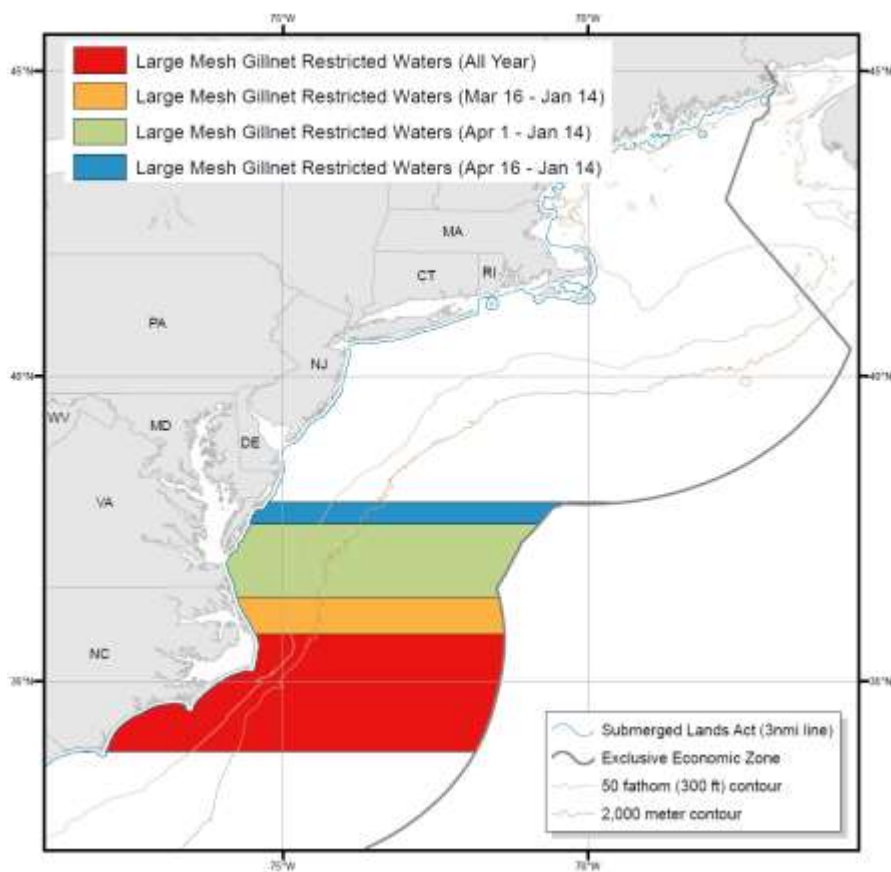 75°W 70°W
Large Mesh Gillnet Restricted Waters (All Year)
Large Mesh Gillnet Restricted Waters (Mar 16 - Jan 14)
Large Mesh Gillnet Restricted Waters (Apr 1 - Jan 14)
Large Mesh Gillnet Restricted Waters (Apr 16 - Jan 14)
45°N 45°N
MA
CT RI
PA
NJ
40°N 40°N
WV
MD
DE
VA
NC
35°N 35°N
Submerged Lands Act (3nmi line)
Exclusive Economic Zone
50 fathom (300 ft) contour
2,000 meter contour
75°W 70°W